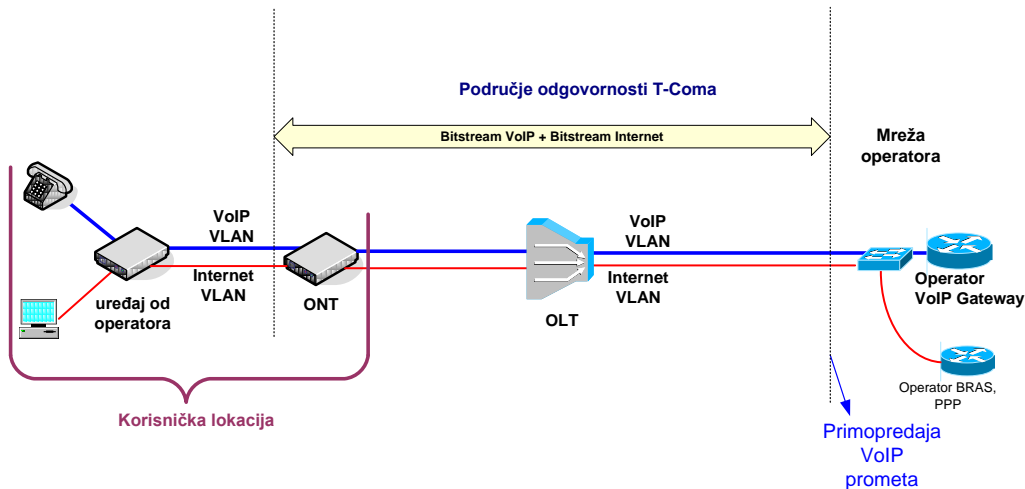 Područje odgovornosti T-Coma
Bitstream VoIP + Bitstream Internet
Mreža
operatora
VoIP
VLAN
Internet
VLAN
uređaj od
operatora
ONT
OLT
VoIP
VLAN
Internet
VLAN
Operator
VoIP Gateway
Operator BRAS,
PPP
Korisnička lokacija
Primopredaja
VoIP
prometa